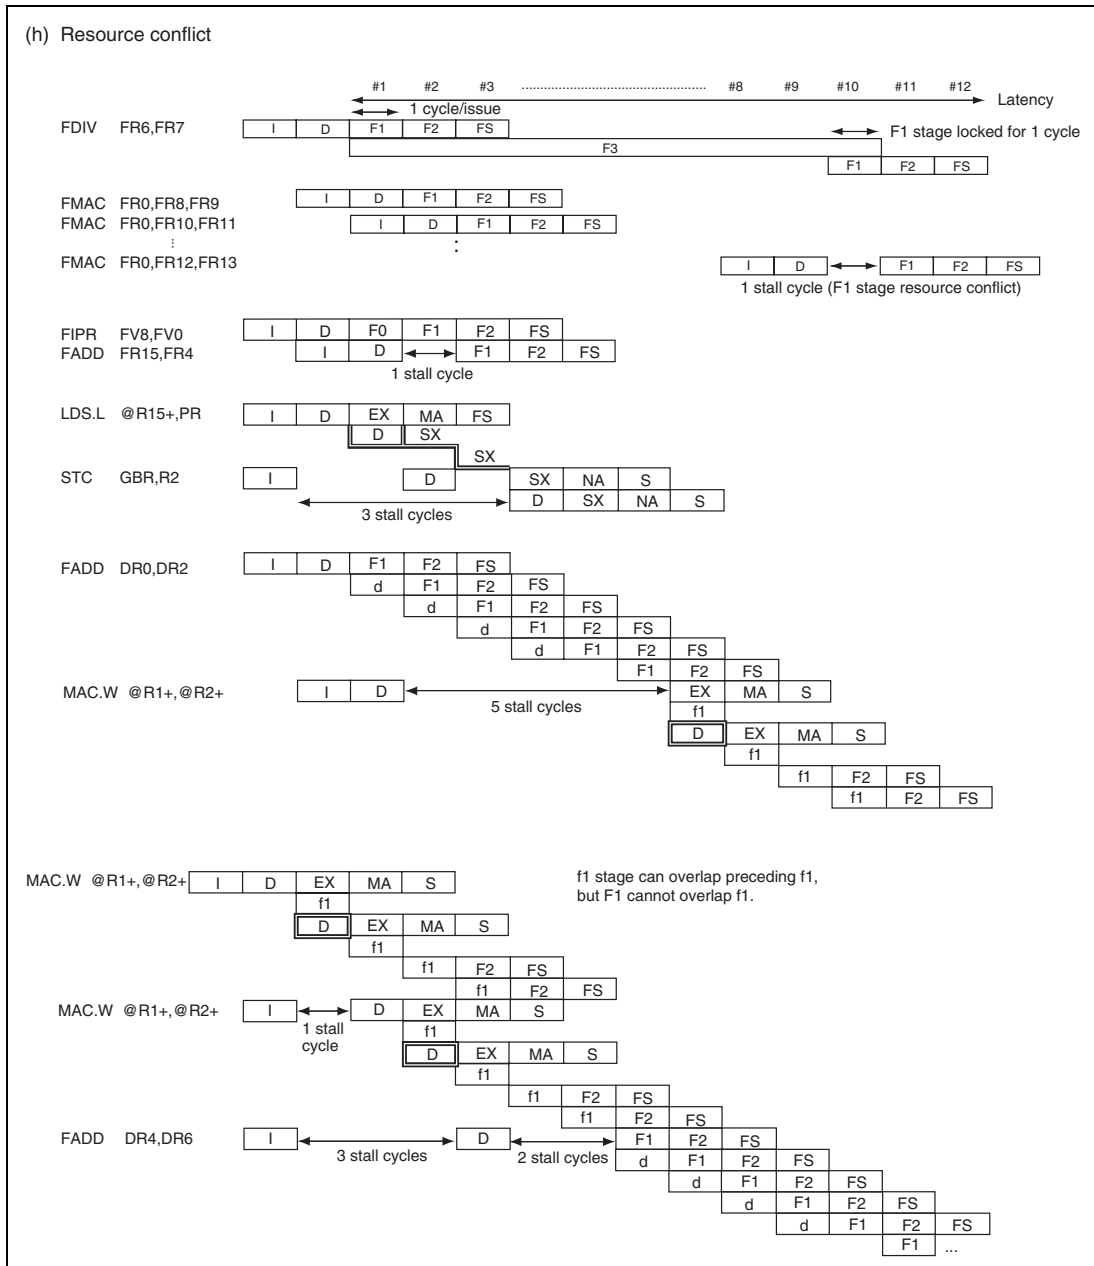 (h) Resource conflict
#1 #2 #3 ........................................................ #8 #9 #10 #11 #12
Latency
1 cycle/issue
FDIV FR6,FR7 I D F1 F2 FS F1 stage locked for 1 cycle
F3
F1 F2 FS
FMAC FR0,FR8,FR9 I D F1 F2 FS
FMAC FR0,FR10,FR11 I D F1 F2 FS
⋮ :
FMAC FR0,FR12,FR13 I D F1 F2 FS
1 stall cycle (F1 stage resource conflict)
FIPR FV8,FV0 I D F0 F1 F2 FS
FADD FR15,FR4 I D F1 F2 FS
1 stall cycle
LDS.L @R15+,PR I D EX MA FS
D SX
SX
STC GBR,R2 I D SX NA S
D SX NA S
3 stall cycles
FADD DR0,DR2 I D F1 F2 FS
d F1 F2 FS
d F1 F2 FS
d F1 F2 FS
d F1 F2 FS
F1 F2 FS
MAC.W @R1+,@R2+ I D EX MA S
5 stall cycles
f1
D EX MA S
f1
f1 F2 FS
f1 F2 FS
MAC.W @R1+,@R2+ I D EX MA S
f1 stage can overlap preceding f1,
but F1 cannot overlap f1.
f1
D EX MA S
f1
f1 F2 FS
f1 F2 FS
MAC.W @R1+,@R2+ I D EX MA S
1 stall
cycle
f1
D EX MA S
f1
f1 F2 FS
f1 F2 FS
FADD DR4,DR6 I D F1 F2 FS
3 stall cycles 2 stall cycles
d F1 F2 FS
d F1 F2 FS
d F1 F2 FS
d F1 F2 FS
F1 ...